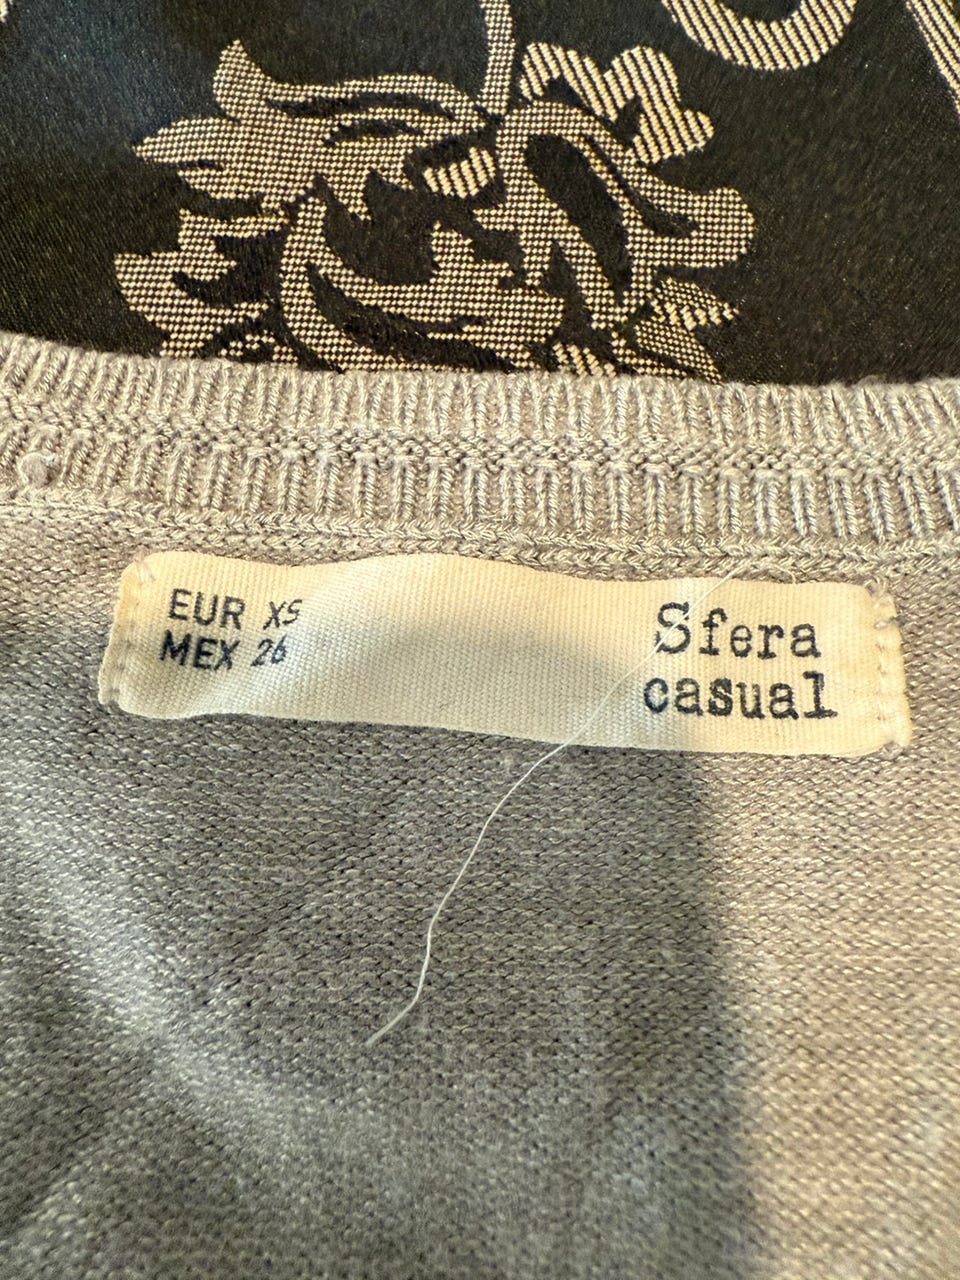 EUR XS
MEX 26
Sfera
casual